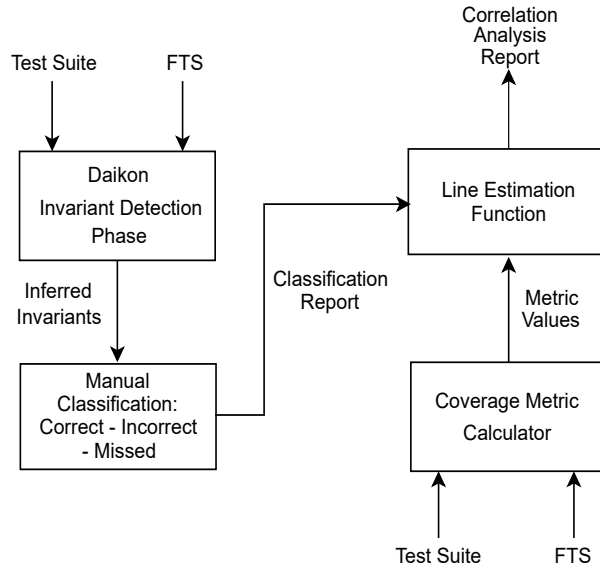 Test Suite
FTS
Daikon
Invariant Detection
Phase
Inferred
Invariants
Manual
Classification:
Correct - Incorrect
- Missed
Classification
Report
Correlation
Analysis
Report
Line Estimation
Function
Metric
Values
Coverage Metric
Calculator
Test Suite
FTS